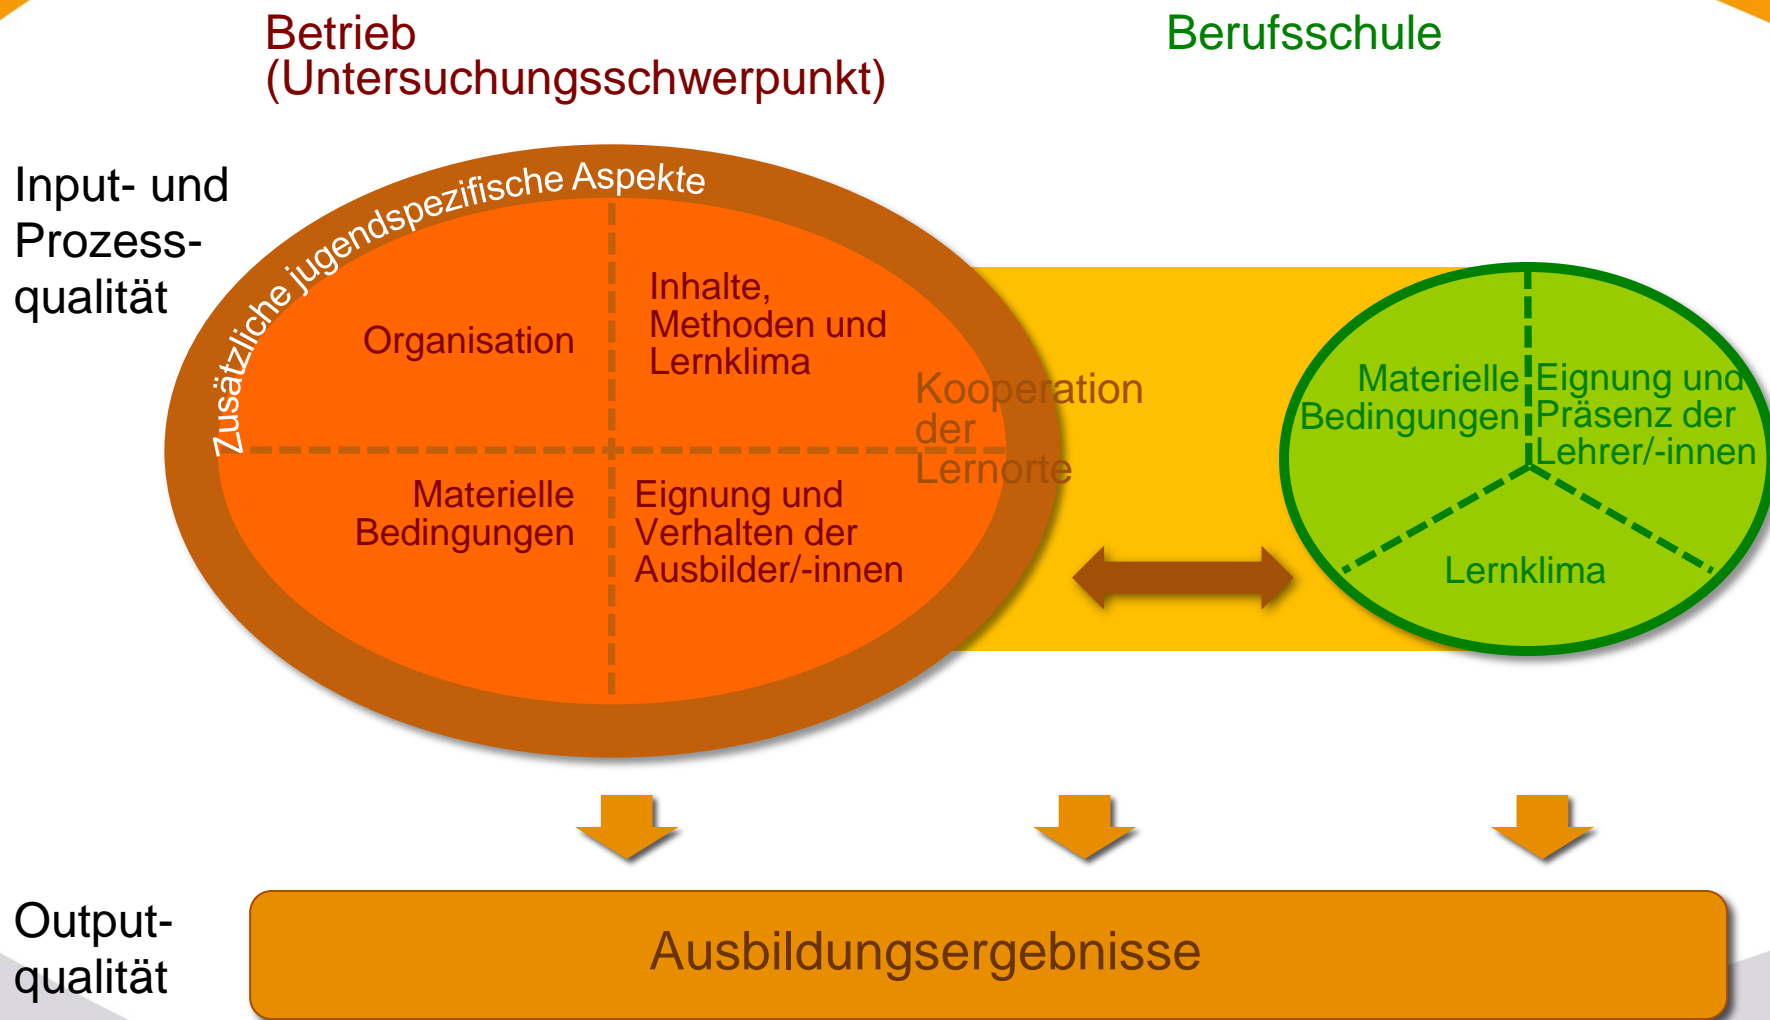 Betrieb
(Untersuchungsschwerpunkt)
Berufsschule
Input- und
Prozess-
qualität
Zusätzliche jugendspezifische Aspekte
Organisation
Inhalte,
Methoden und
Lernklima
Materielle
Bedingungen
Eignung und
Verhalten der
Ausbilder/-innen
Kooperation
der
Lernorte
Materielle
Bedingungen
Eignung und
Präsenz der
Lehrer/-innen
Lernklima
Output-
qualität
Ausbildungsergebnisse